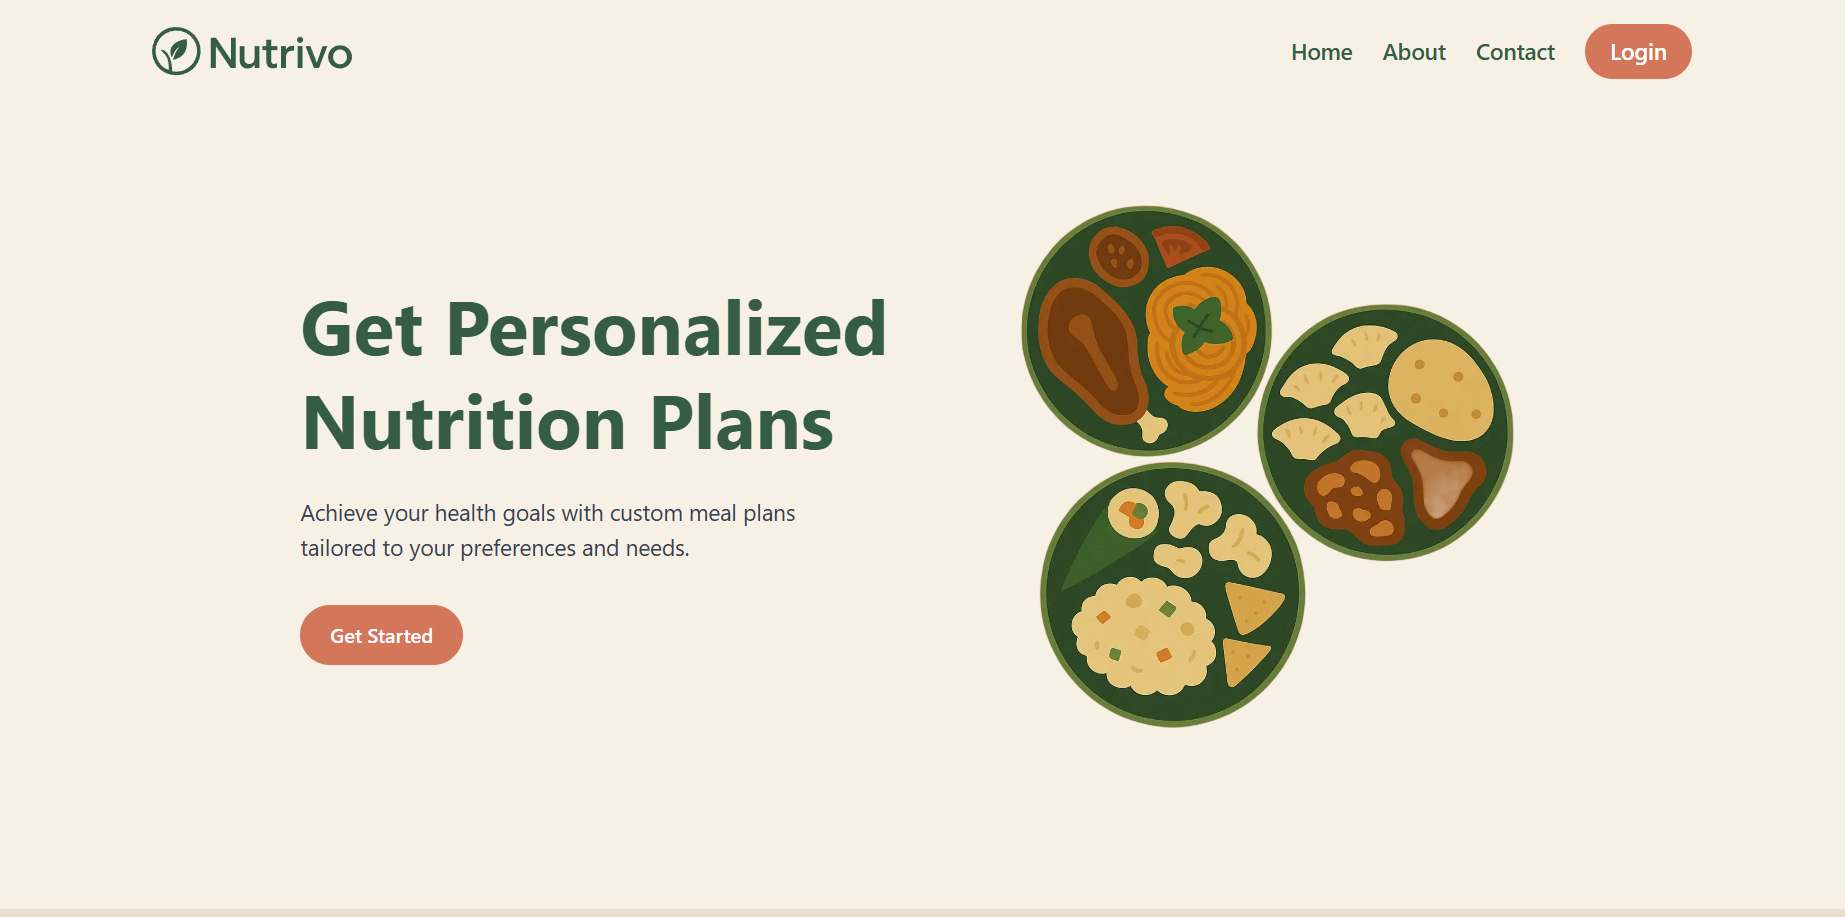 Nutrivo
Home About Contact Login
Get Personalized
Nutrition Plans
Achieve your health goals with custom meal plans
tailored to your preferences and needs.
Get Started